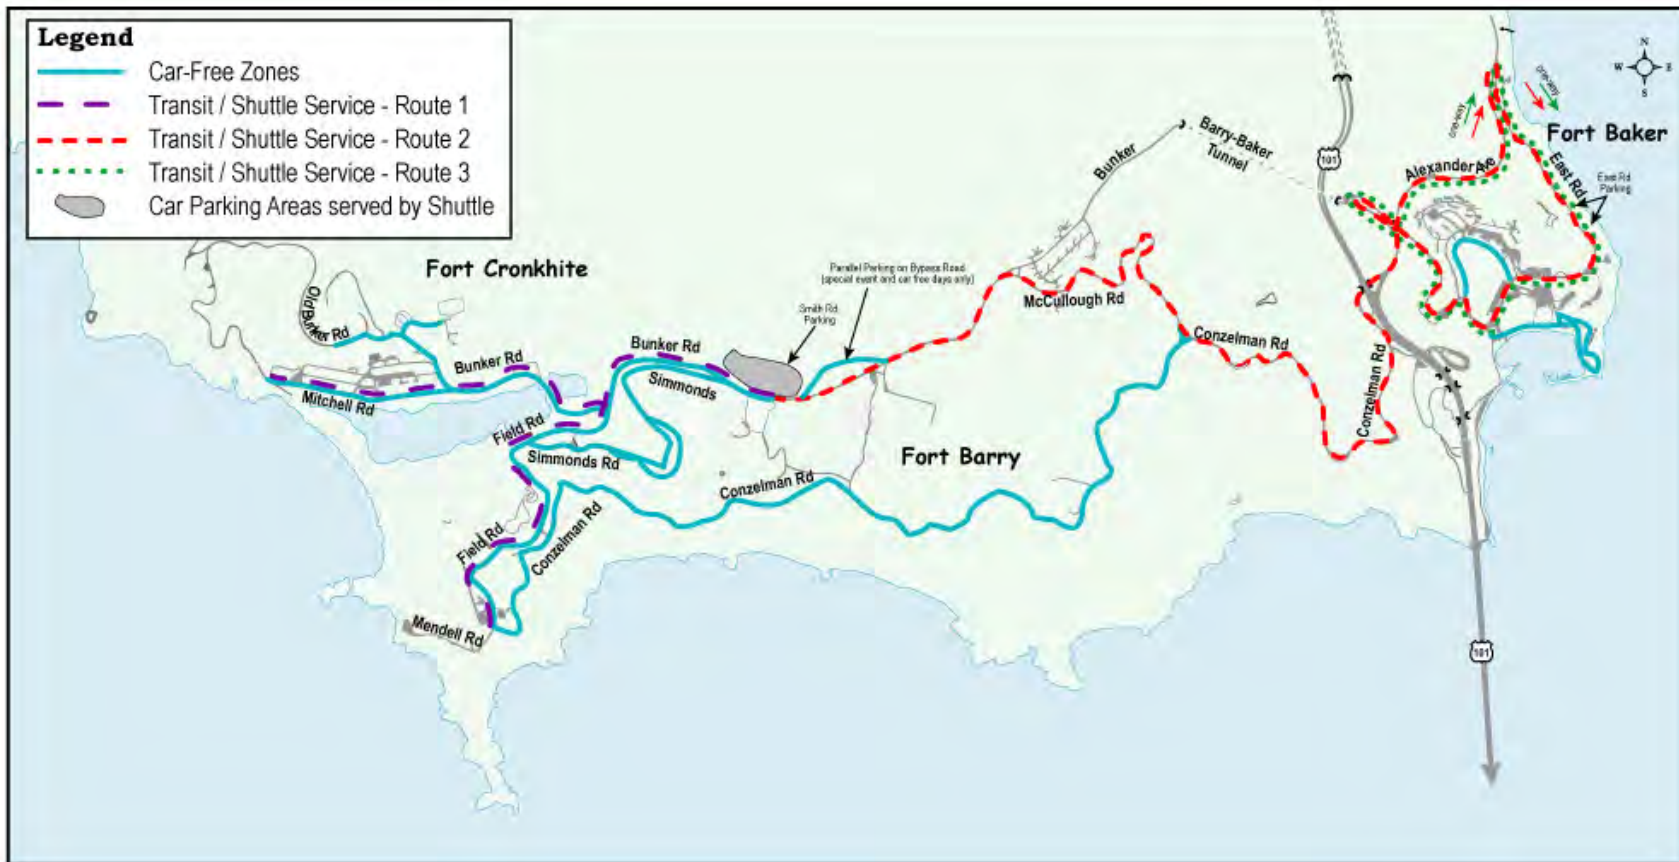 Legend
Car-Free Zones
Transit / Shuttle Service - Route 1
Transit / Shuttle Service - Route 2
Transit / Shuttle Service - Route 3
Car Parking Areas served by Shuttle
N
W E
S
one-way
one-way
Fort Baker
101
Barry-Baker
Tunnel
Bunker
Alexander Ave
East Rd
East Rd.
Parking
Fort Cronkhite
Parallel Parking on Bypass Road
(special event and car free days only)
Smith Rd.
Parking
McCullough Rd
Old Bunker Rd
Bunker Rd
Bunker Rd
Conzelman Rd
Conzelman Rd
Simmonds
Mitchell Rd
Field Rd
Simmonds Rd
Fort Barry
Conzelman Rd
Field Rd
Conzelman Rd
Mendell Rd
101